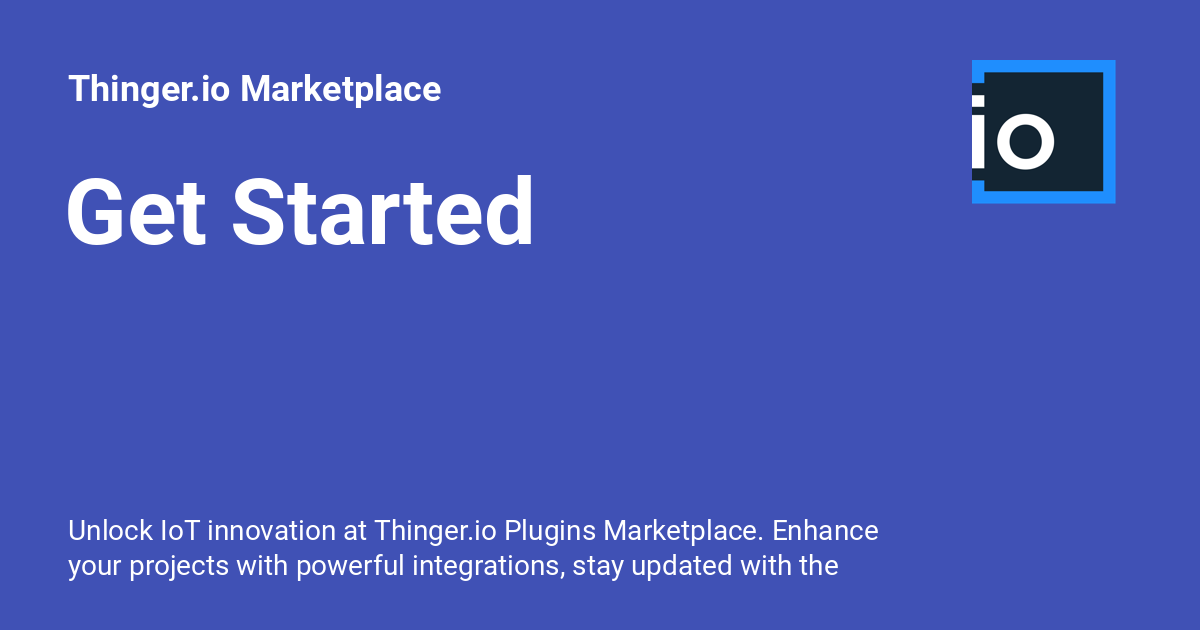 Thinger.io Marketplace
io
Get Started
Unlock IoT innovation at Thinger.io Plugins Marketplace. Enhance
your projects with powerful integrations, stay updated with the